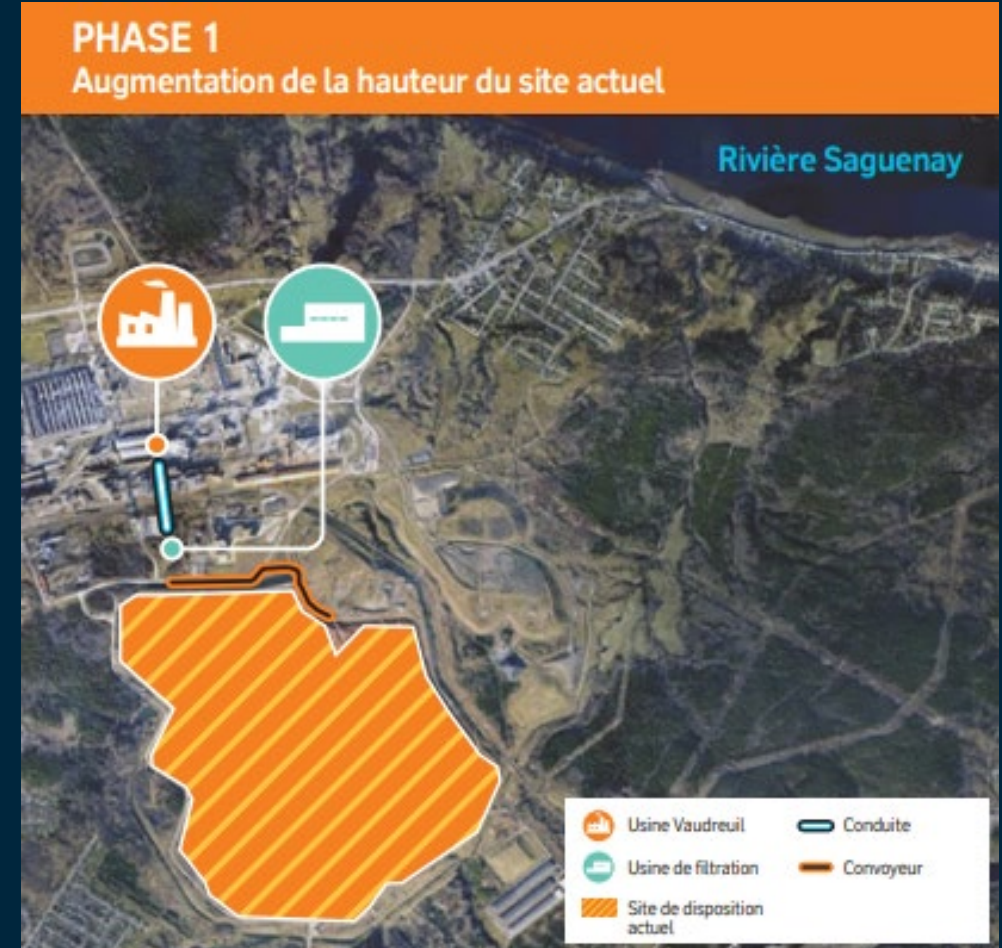 PHASE 1
Augmentation de la hauteur du site actuel
Rivière Saguenay
Usine Vaudreuil
Conduite
Usine de filtration
Convoyeur
Site de disposition
actuel